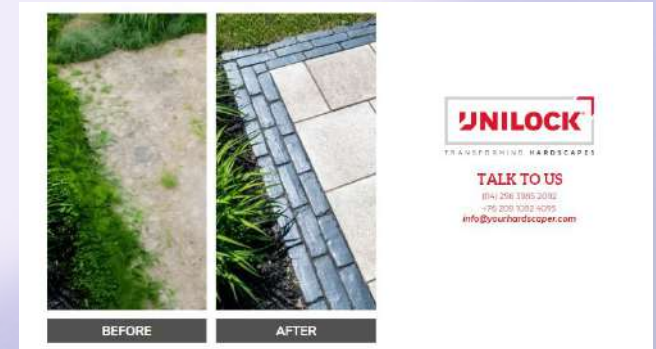 BEFORE
AFTER
UNILOCK
TRANSFORMING HARDSCAPES
TALK TO US
info@yourhardscaper.com